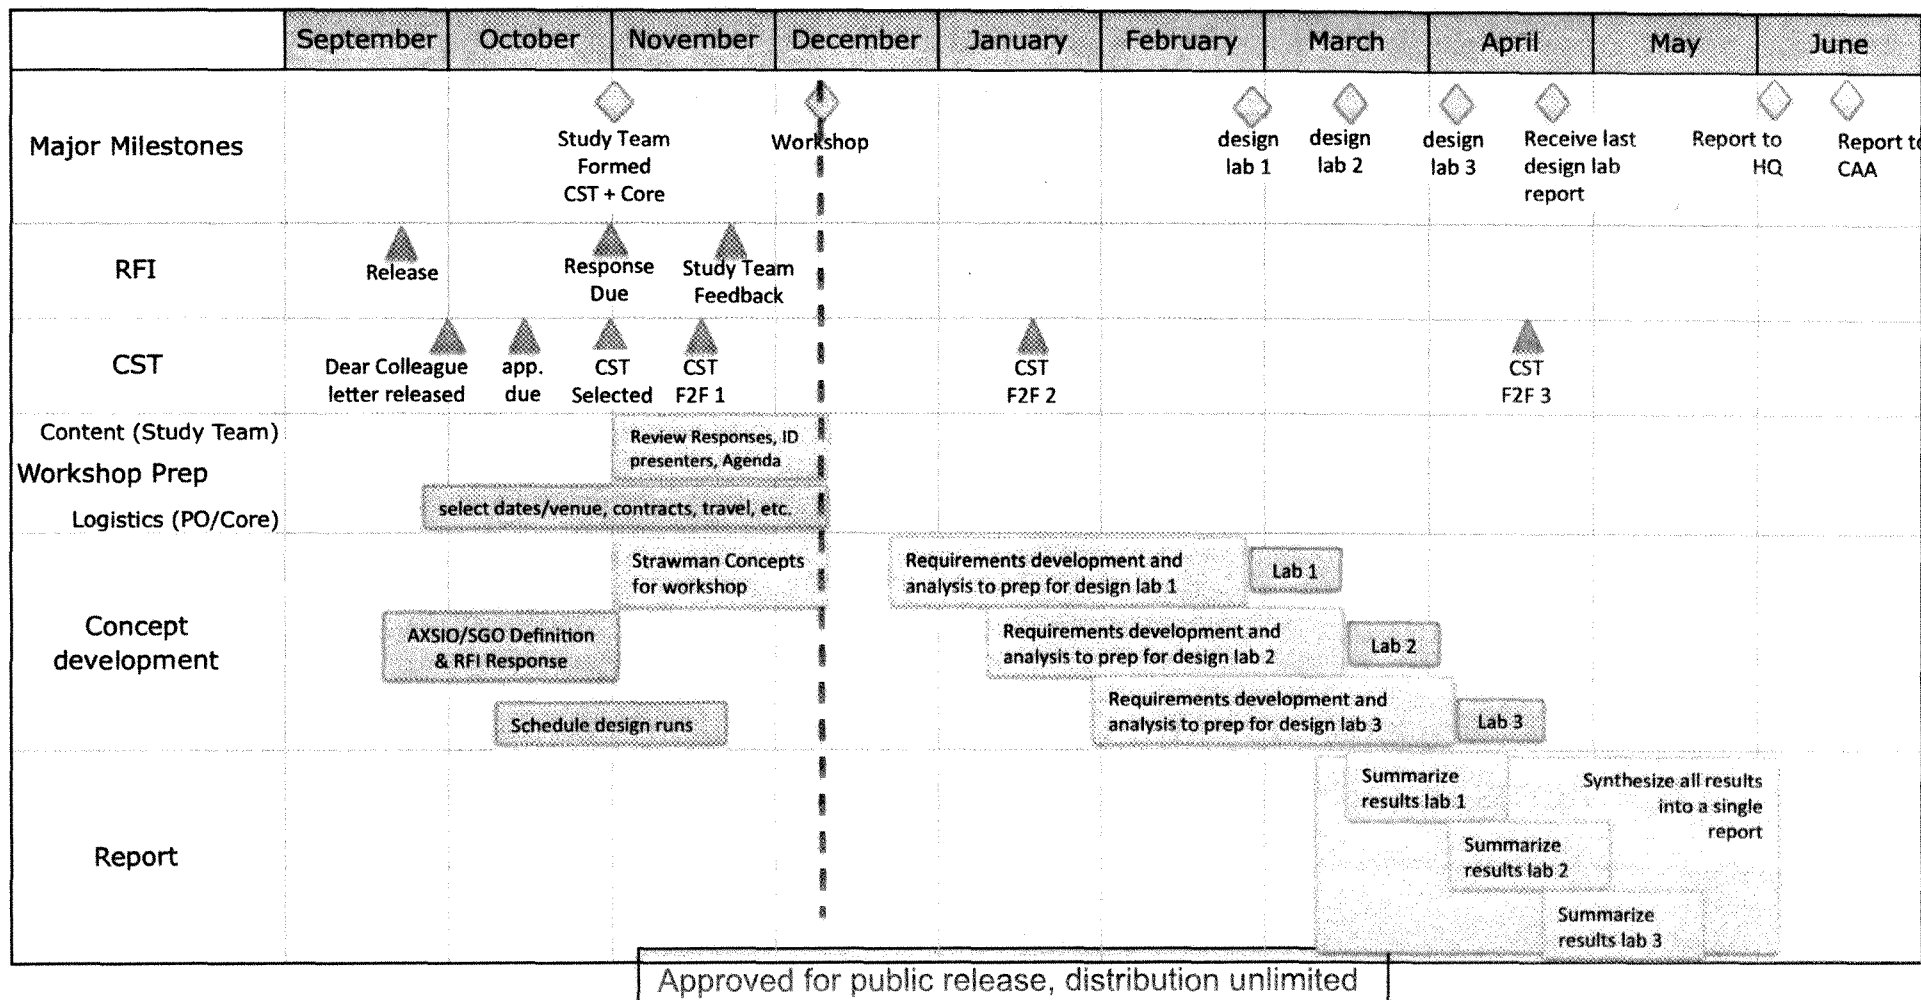 September October November December January February March April May June
Major Milestones
Study Team
Formed
CST + Core
Workshop
design
lab 1
design
lab 2
design
lab 3
Receive last
design lab
report
Report to
HQ
Report to
CAA
RFI
Release
Response
Due
Study Team
Feedback
CST
Dear Colleague
letter released
app.
due
CST
Selected
CST
F2F 1
CST
F2F 2
CST
F2F 3
Content (Study Team)
Workshop Prep
Logistics (PO/Core)
Review Responses, ID
presenters, Agenda
select dates/venue, contracts, travel, etc.
Concept
development
Strawman Concepts
for workshop
Requirements development and
analysis to prep for design lab 1
Lab 1
AXSIO/SGO Definition
& RFI Response
Requirements development and
analysis to prep for design lab 2
Lab 2
Schedule design runs
Requirements development and
analysis to prep for design lab 3
Lab 3
Report
Summarize
results lab 1
Synthesize all results
into a single
report
Summarize
results lab 2
Summarize
results lab 3
Approved for public release, distribution unlimited